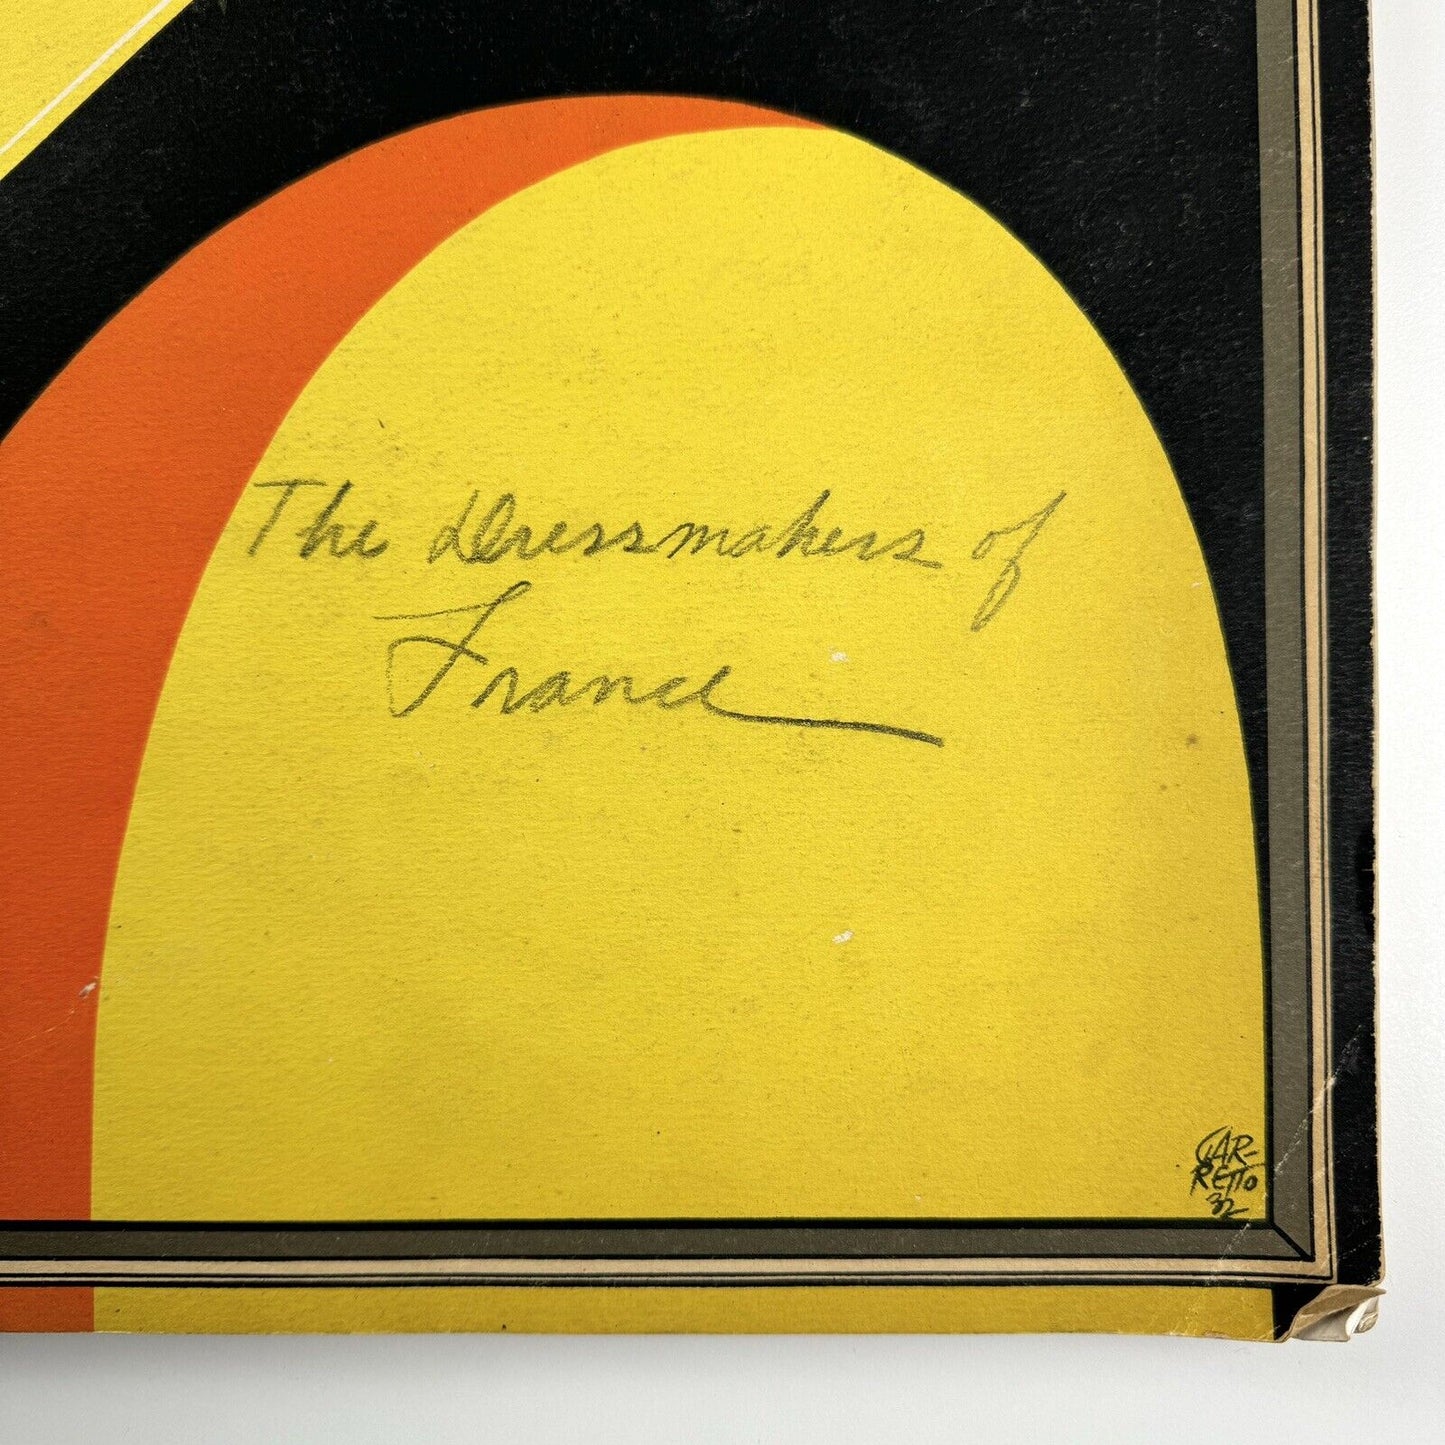 The Dressmakers of
France
GAR-
RETTO
32